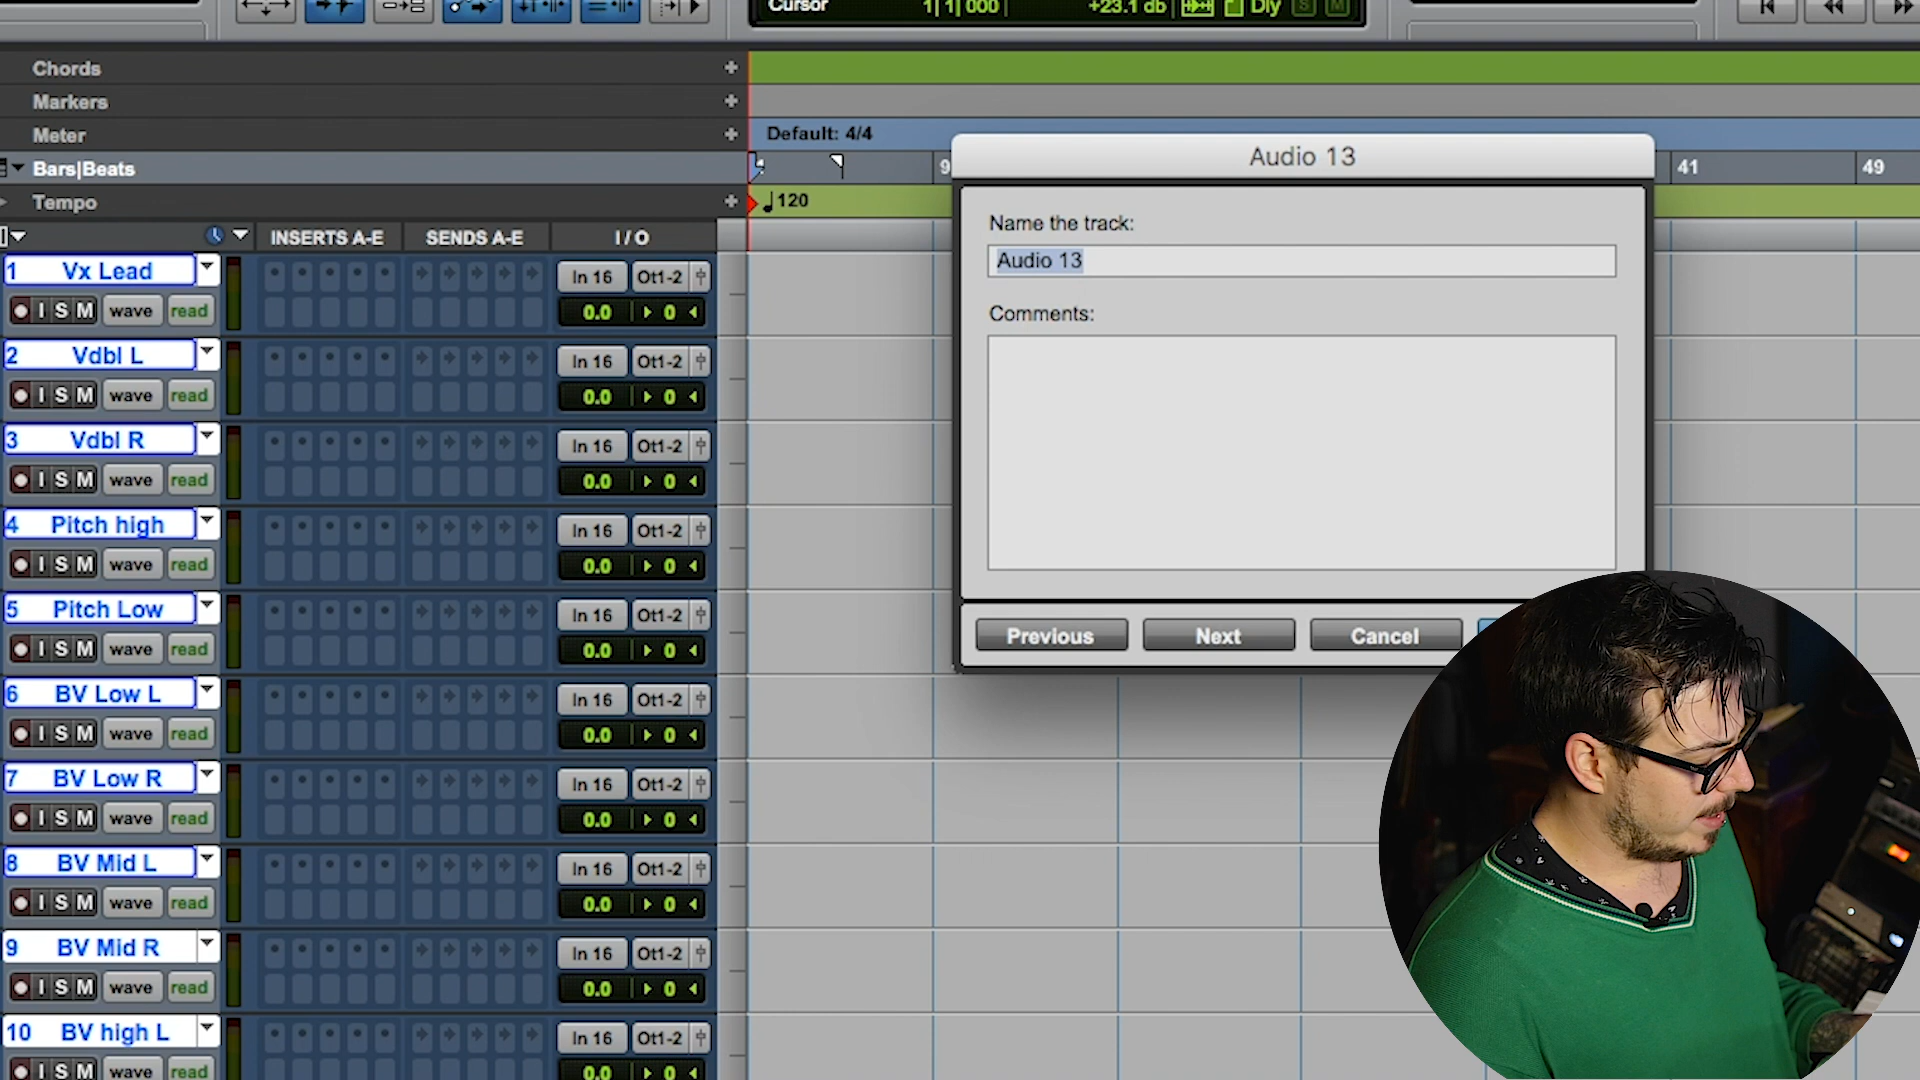 Cursor 1| 1| 000 +23.1 db Dly S M
Chords +
Markers +
Meter + Default: 4/4
Bars|Beats 9 41 49
Tempo + 120
INSERTS A-E SENDS A-E I / O
1 Vx Lead In 16 Ot1-2
I S M wave read 0.0 0
2 Vdbl L In 16 Ot1-2
I S M wave read 0.0 0
3 Vdbl R In 16 Ot1-2
I S M wave read 0.0 0
4 Pitch high In 16 Ot1-2
I S M wave read 0.0 0
5 Pitch Low In 16 Ot1-2
I S M wave read 0.0 0
6 BV Low L In 16 Ot1-2
I S M wave read 0.0 0
7 BV Low R In 16 Ot1-2
I S M wave read 0.0 0
8 BV Mid L In 16 Ot1-2
I S M wave read 0.0 0
9 BV Mid R In 16 Ot1-2
I S M wave read 0.0 0
10 BV high L In 16 Ot1-2
I S M wave read 0.0 0
Audio 13
Name the track:
Audio 13
Comments:
Previous Next Cancel